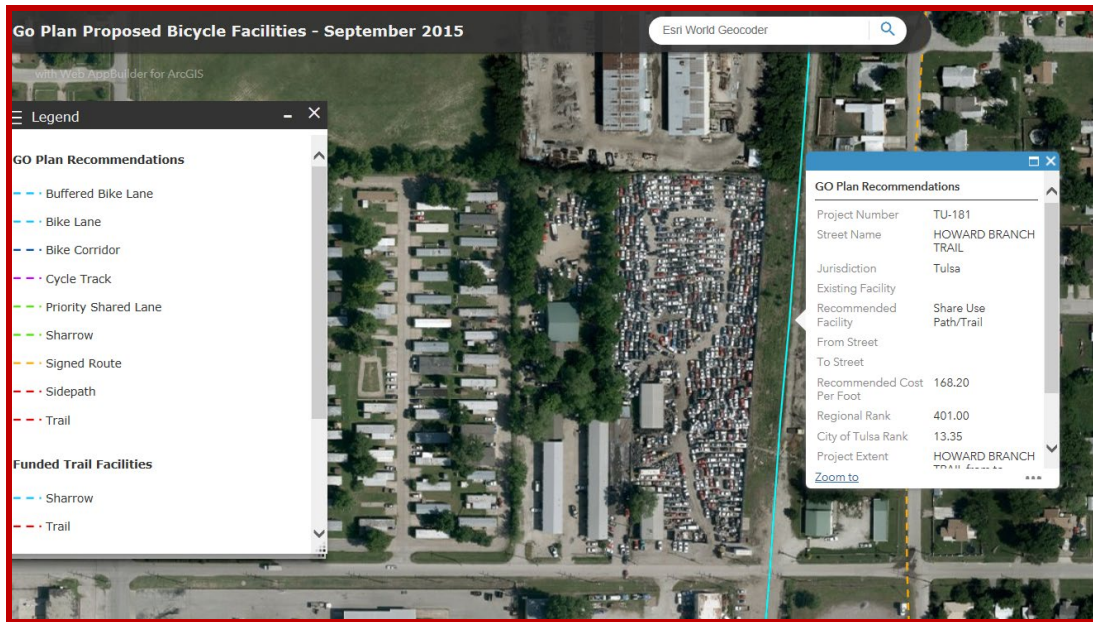 Go Plan Proposed Bicycle Facilities - September 2015
Esri World Geocoder
with Web AppBuilder for ArcGIS
Legend
GO Plan Recommendations
Buffered Bike Lane
Bike Lane
Bike Corridor
Cycle Track
Priority Shared Lane
Sharrow
Signed Route
Sidepath
Trail
Funded Trail Facilities
Sharrow
Trail
GO Plan Recommendations
Project Number TU-181
Street Name HOWARD BRANCH
TRAIL
Jurisdiction Tulsa
Existing Facility
Recommended Share Use
Facility Path/Trail
From Street
To Street
Recommended Cost 168.20
Per Foot
Regional Rank 401.00
City of Tulsa Rank 13.35
Project Extent HOWARD BRANCH
TRAIL from to
Zoom to